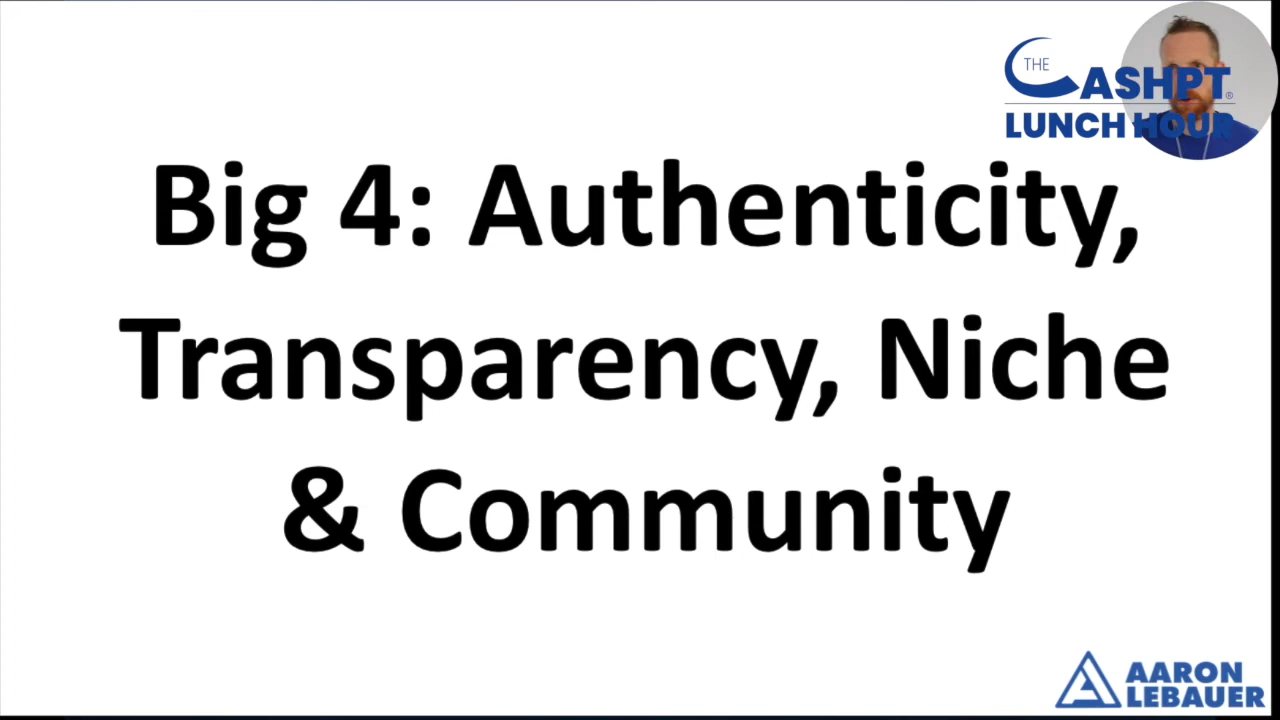 THE
CASHPT®
LUNCH HOUR
Big 4: Authenticity,
Transparency, Niche
& Community
AARON
LEBAUER